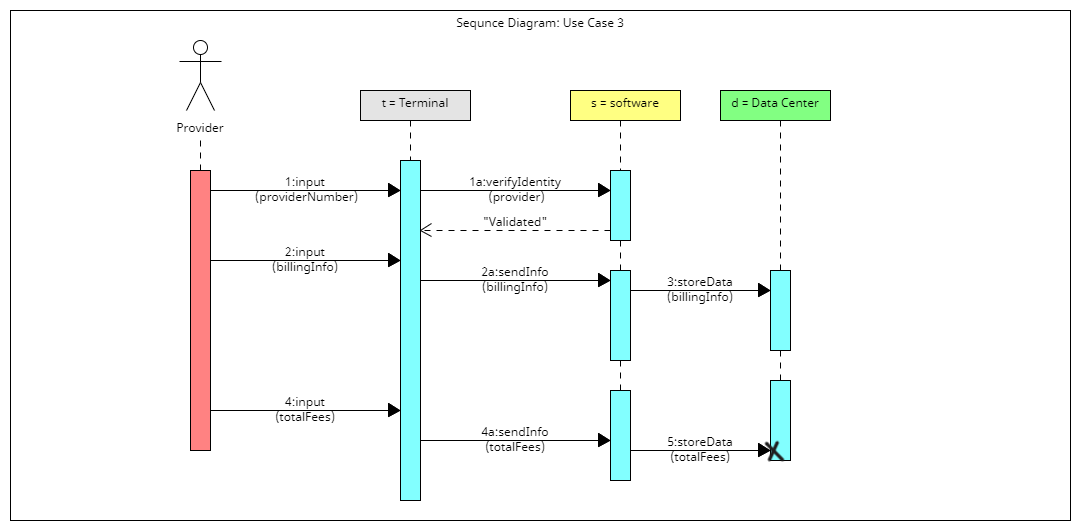 Sequnce Diagram: Use Case 3
t = Terminal
s = software
d = Data Center
Provider
1:input
(providerNumber)
1a:verifyIdentity
(provider)
"Validated"
2:input
(billingInfo)
2a:sendInfo
(billingInfo)
3:storeData
(billingInfo)
4:input
(totalFees)
4a:sendInfo
(totalFees)
5:storeData
(totalFees)
X